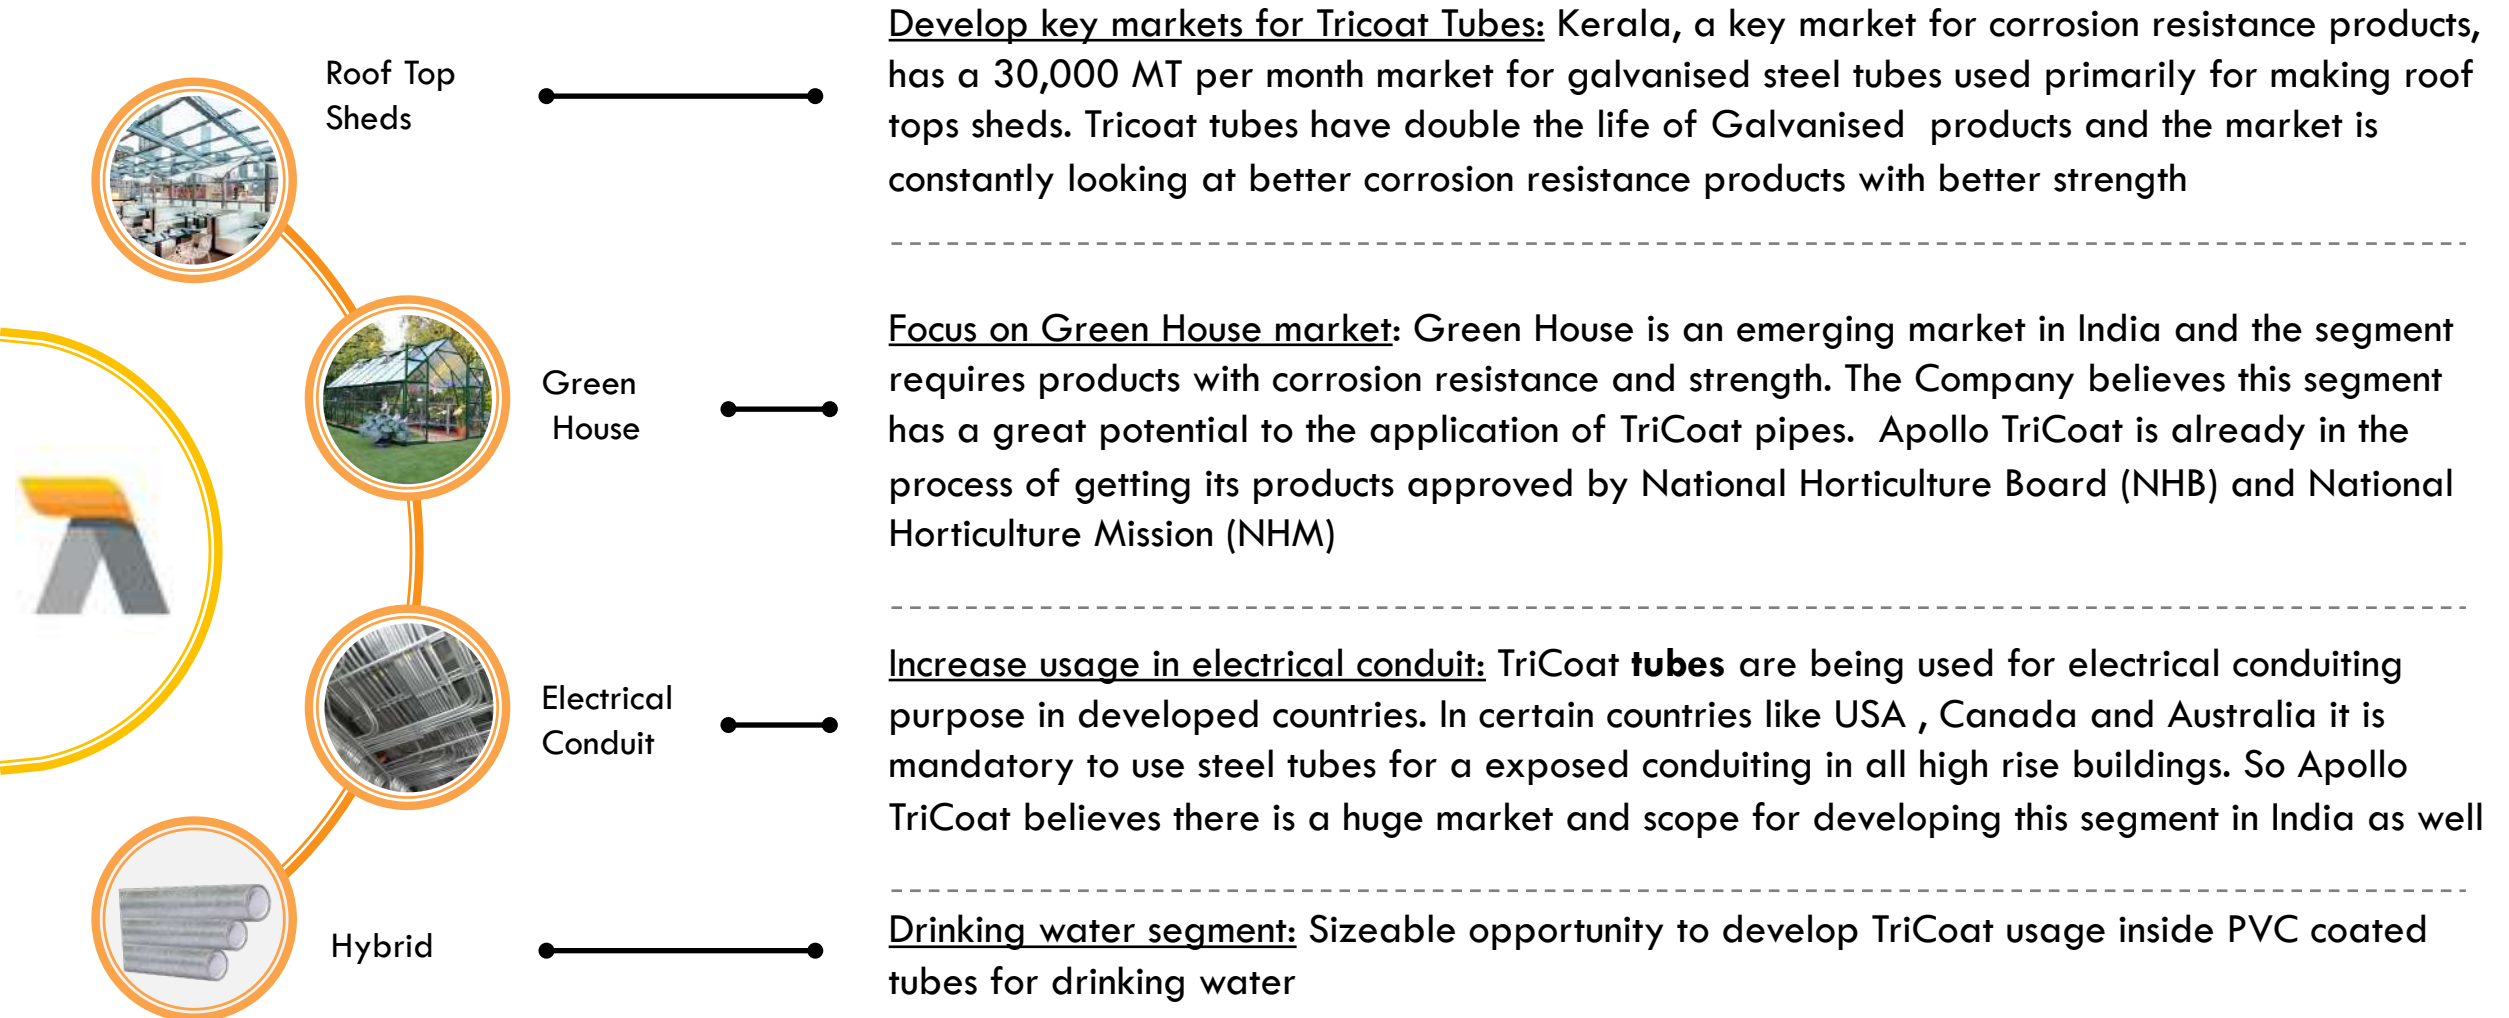 Roof Top
Sheds
Develop key markets for Tricoat Tubes: Kerala, a key market for corrosion resistance products,
has a 30,000 MT per month market for galvanised steel tubes used primarily for making roof
tops sheds. Tricoat tubes have double the life of Galvanised  products and the market is
constantly looking at better corrosion resistance products with better strength
Green
House
Focus on Green House market: Green House is an emerging market in India and the segment
requires products with corrosion resistance and strength. The Company believes this segment
has a great potential to the application of TriCoat pipes.  Apollo TriCoat is already in the
process of getting its products approved by National Horticulture Board (NHB) and National
Horticulture Mission (NHM)
Electrical
Conduit
Increase usage in electrical conduit: TriCoat tubes are being used for electrical conduiting
purpose in developed countries. In certain countries like USA , Canada and Australia it is
mandatory to use steel tubes for a exposed conduiting in all high rise buildings. So Apollo
TriCoat believes there is a huge market and scope for developing this segment in India as well
Hybrid
Drinking water segment: Sizeable opportunity to develop TriCoat usage inside PVC coated
tubes for drinking water